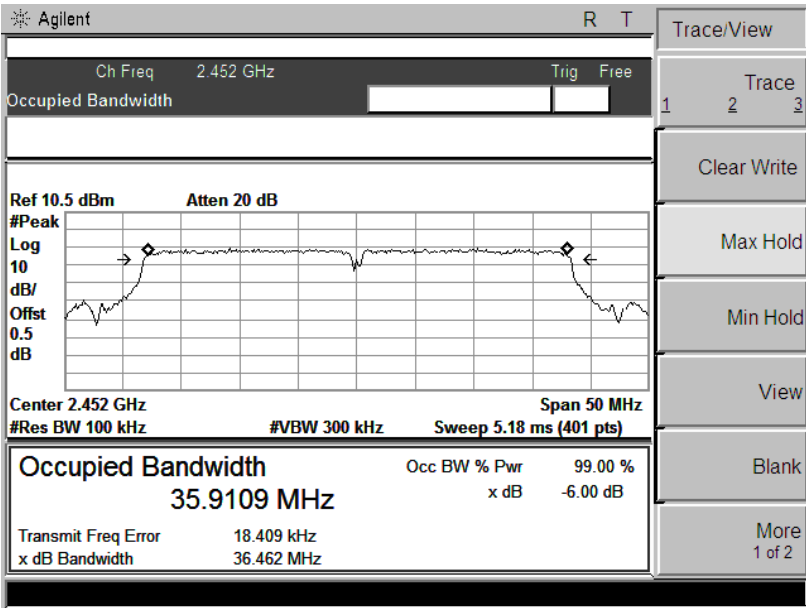 Agilent R T
Trace/View
Ch Freq 2.452 GHz Trig Free
Occupied Bandwidth
Trace
1 2 3
Clear Write
Max Hold
Min Hold
View
Blank
More
1 of 2
Ref 10.5 dBm Atten 20 dB
#Peak
Log
10
dB/
Offst
0.5
dB
Center 2.452 GHz Span 50 MHz
#Res BW 100 kHz #VBW 300 kHz Sweep 5.18 ms (401 pts)
Occupied Bandwidth Occ BW % Pwr 99.00 %
35.9109 MHz x dB -6.00 dB
Transmit Freq Error 18.409 kHz
x dB Bandwidth 36.462 MHz